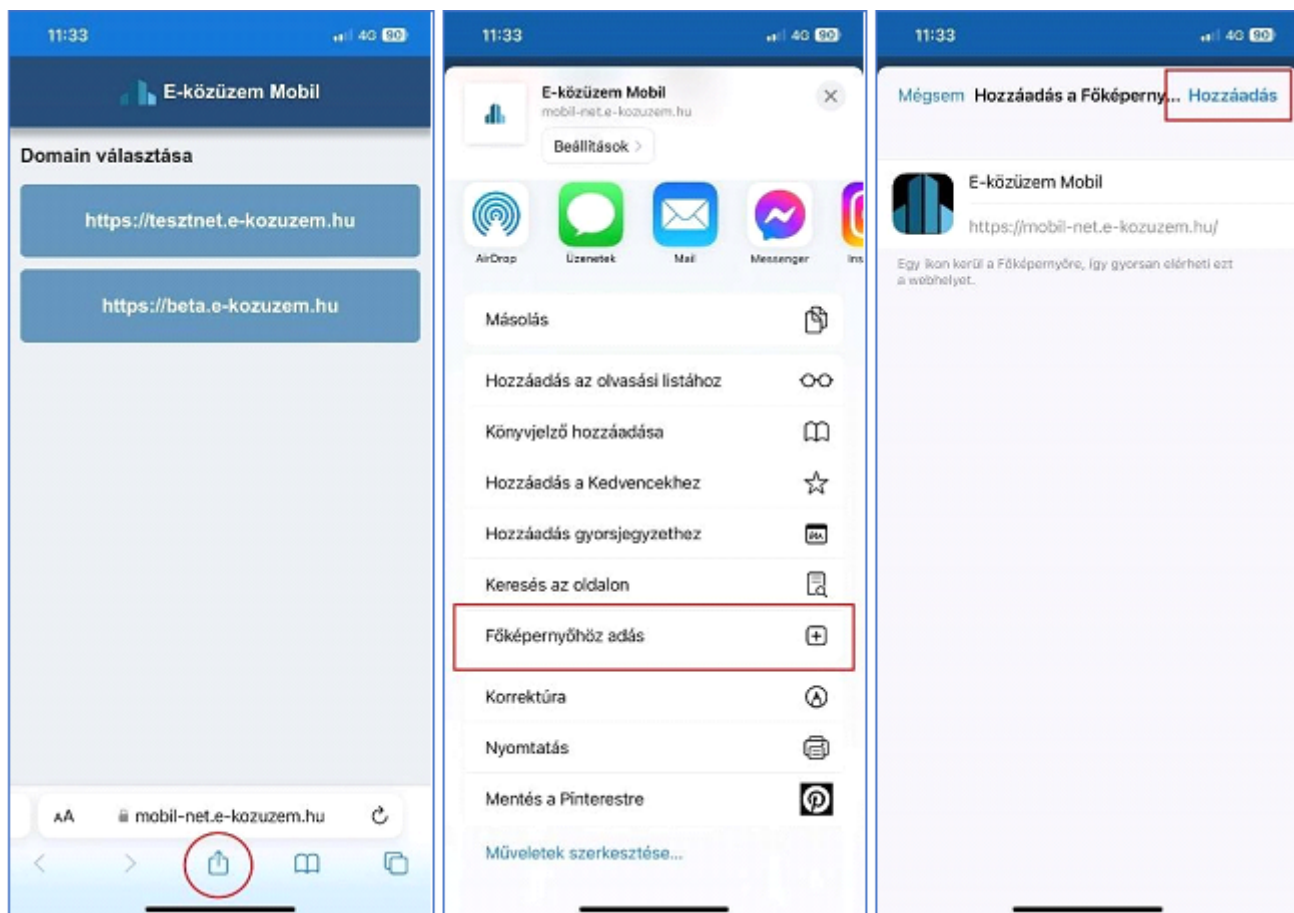 11:33
4G 90
E-közüzem Mobil
Domain választása
https://tesztnet.e-kozuzem.hu
https://beta.e-kozuzem.hu
AA
mobil-net.e-kozuzem.hu
11:33
4G 90
E-közüzem Mobil
mobil-net.e-kozuzem.hu
Beállítások >
AirDrop
Üzenetek
Mail
Messenger
Ins
Másolás
Hozzáadás az olvasási listához
Könyvjelző hozzáadása
Hozzáadás a Kedvencekhez
Hozzáadás gyorsjegyzethez
Keresés az oldalon
Főképernyőhöz adás
Korrektúra
Nyomtatás
Mentés a Pinterestre
Műveletek szerkesztése...
11:33
4G 90
Mégsem Hozzáadás a Főképerny... Hozzáadás
E-közüzem Mobil
https://mobil-net.e-kozuzem.hu/
Egy ikon kerül a Főképernyőre, így gyorsan elérheti ezt
a webhelyet.